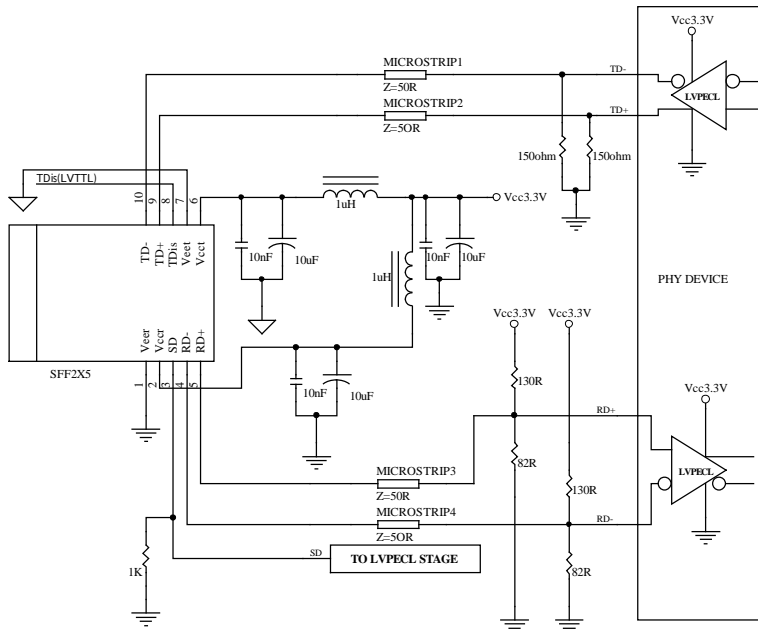 Vcc3.3V
MICROSTRIP1
TD-
Z=50R
LVPECL
MICROSTRIP2
TD+
Z=5OR
150ohm
150ohm
TDis(LVTTL)
10
9
8
7
6
1uH
Vcc3.3V
10nF
10uF
10nF
10uF
TD-
TD+
TDis
Veet
Vcct
1uH
PHY DEVICE
Vcc3.3V
Vcc3.3V
Veer
Vccr
SD
RD-
RD+
SFF2X5
1
2
3
4
5
10nF
10uF
130R
Vcc3.3V
RD+
82R
LVPECL
MICROSTRIP3
Z=50R
130R
MICROSTRIP4
Z=5OR
RD-
SD
TO LVPECL STAGE
1K
82R